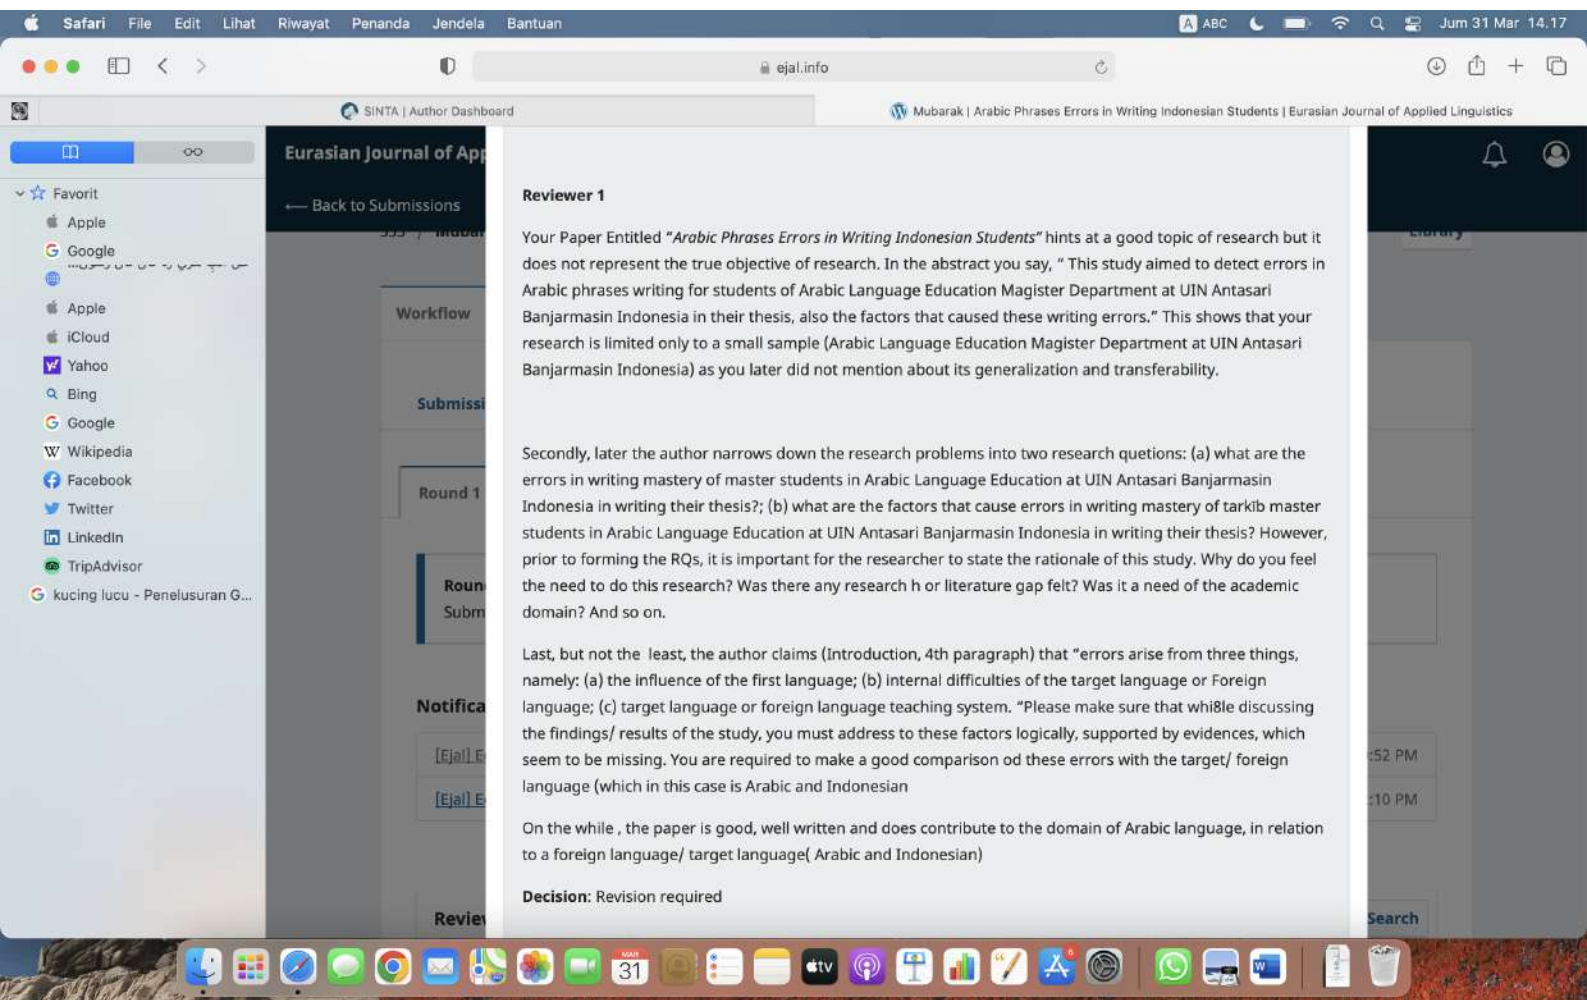 Safari File Edit Lihat Riwayat Penanda Jendela Bantuan
A ABC Jum 31 Mar 14.17
ejal.info
SINTA | Author Dashboard
Mubarak | Arabic Phrases Errors in Writing Indonesian Students | Eurasian Journal of Applied Linguistics
Favorit
Apple
Google
Apple
iCloud
Yahoo
Bing
Google
Wikipedia
Facebook
Twitter
LinkedIn
TripAdvisor
kucing lucu - Penelusuran G...
Eurasian Journal of App
← Back to Submissions
Library
Workflow
Submissi
Round 1
Roun
Subm
Notifica
[Ejal] E
:52 PM
[Ejal] E
:10 PM
Review
Search
Reviewer 1
Your Paper Entitled “Arabic Phrases Errors in Writing Indonesian Students” hints at a good topic of research but it
does not represent the true objective of research. In the abstract you say, “ This study aimed to detect errors in
Arabic phrases writing for students of Arabic Language Education Magister Department at UIN Antasari
Banjarmasin Indonesia in their thesis, also the factors that caused these writing errors.” This shows that your
research is limited only to a small sample (Arabic Language Education Magister Department at UIN Antasari
Banjarmasin Indonesia) as you later did not mention about its generalization and transferability.
Secondly, later the author narrows down the research problems into two research quetions: (a) what are the
errors in writing mastery of master students in Arabic Language Education at UIN Antasari Banjarmasin
Indonesia in writing their thesis?; (b) what are the factors that cause errors in writing mastery of tarkīb master
students in Arabic Language Education at UIN Antasari Banjarmasin Indonesia in writing their thesis? However,
prior to forming the RQs, it is important for the researcher to state the rationale of this study. Why do you feel
the need to do this research? Was there any research h or literature gap felt? Was it a need of the academic
domain? And so on.
Last, but not the  least, the author claims (Introduction, 4th paragraph) that “errors arise from three things,
namely: (a) the influence of the first language; (b) internal difficulties of the target language or Foreign
language; (c) target language or foreign language teaching system. “Please make sure that whi8le discussing
the findings/ results of the study, you must address to these factors logically, supported by evidences, which
seem to be missing. You are required to make a good comparison od these errors with the target/ foreign
language (which in this case is Arabic and Indonesian
On the while , the paper is good, well written and does contribute to the domain of Arabic language, in relation
to a foreign language/ target language( Arabic and Indonesian)
Decision: Revision required
MAR
31
tv